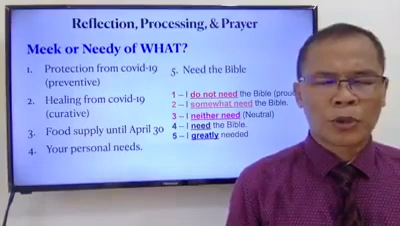 Reflection, Processing, & Prayer
Meek or Needy of WHAT?
1. Protection from covid-19
(preventive)
2. Healing from covid-19
(curative)
3. Food supply until April 30
4. Your personal needs.
5. Need the Bible
1 – I do not need the Bible (prou
2 – I somewhat need the Bible.
3 – I neither need (Neutral)
4 – I need the Bible.
5 – I greatly needed